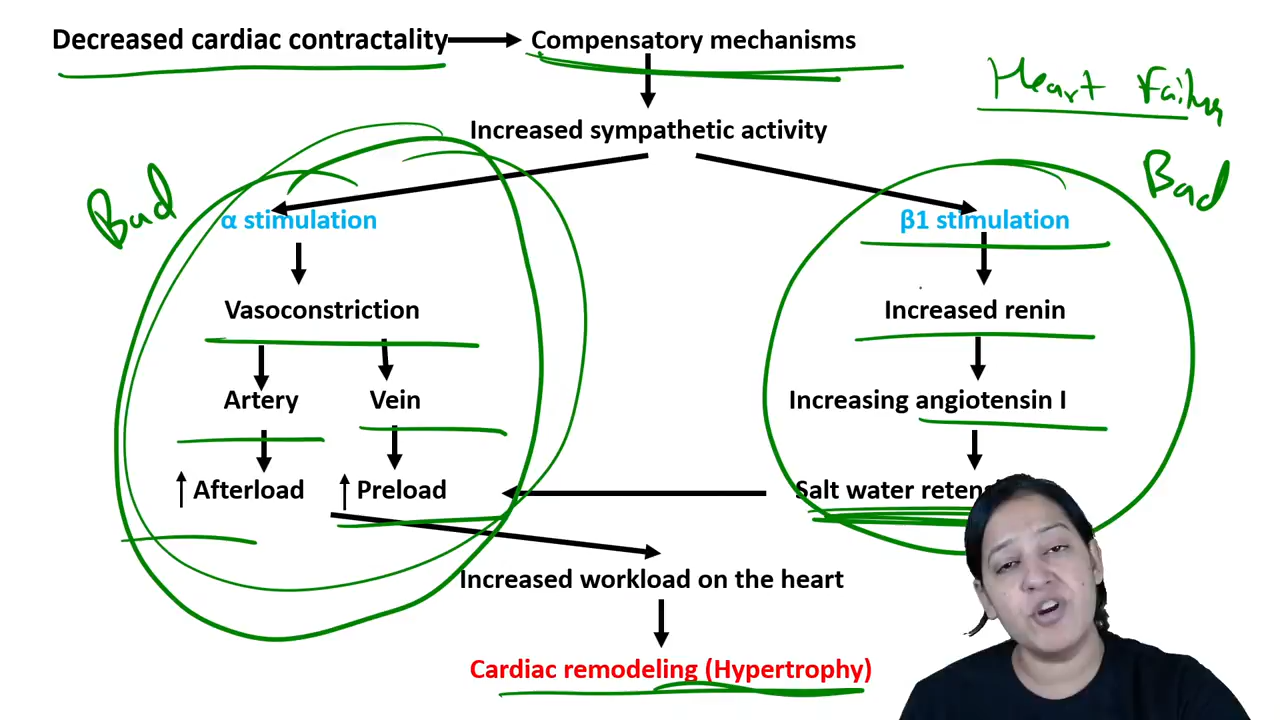 Decreased cardiac contractality
Compensatory mechanisms
Heart Failure
Increased sympathetic activity
Bad
Bad
α stimulation
β1 stimulation
Vasoconstriction
Increased renin
Artery
Vein
Increasing angiotensin I
↑ Afterload
↑ Preload
Salt water
Increased workload on the heart
Cardiac remodeling (Hypertrophy)